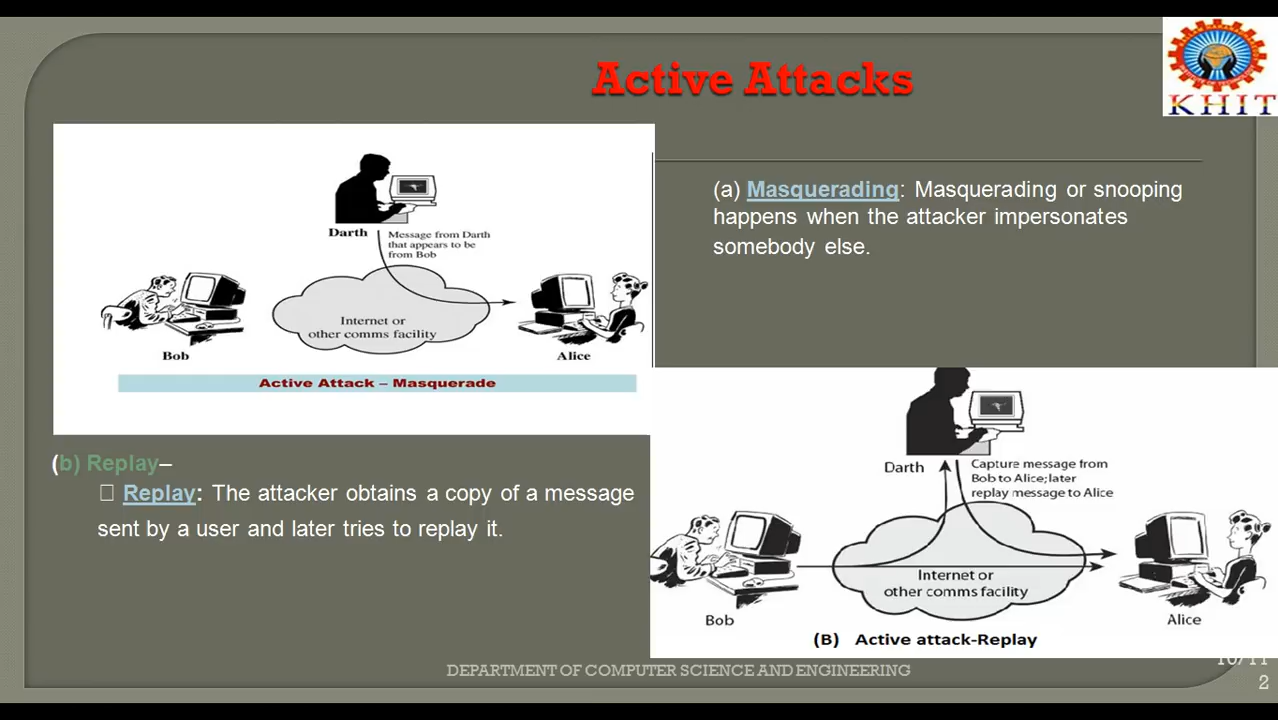 Active Attacks
KHIT
Darth
Message from Darth
that appears to be
from Bob
Internet or
other comms facility
Bob
Alice
Active Attack – Masquerade
(a) Masquerading: Masquerading or snooping
happens when the attacker impersonates
somebody else.
(b) Replay–
Replay: The attacker obtains a copy of a message
sent by a user and later tries to replay it.
Darth
Capture message from
Bob to Alice; later
replay message to Alice
Internet or
other comms facility
Bob
Alice
(B) Active attack-Replay
DEPARTMENT OF COMPUTER SCIENCE AND ENGINEERING
2